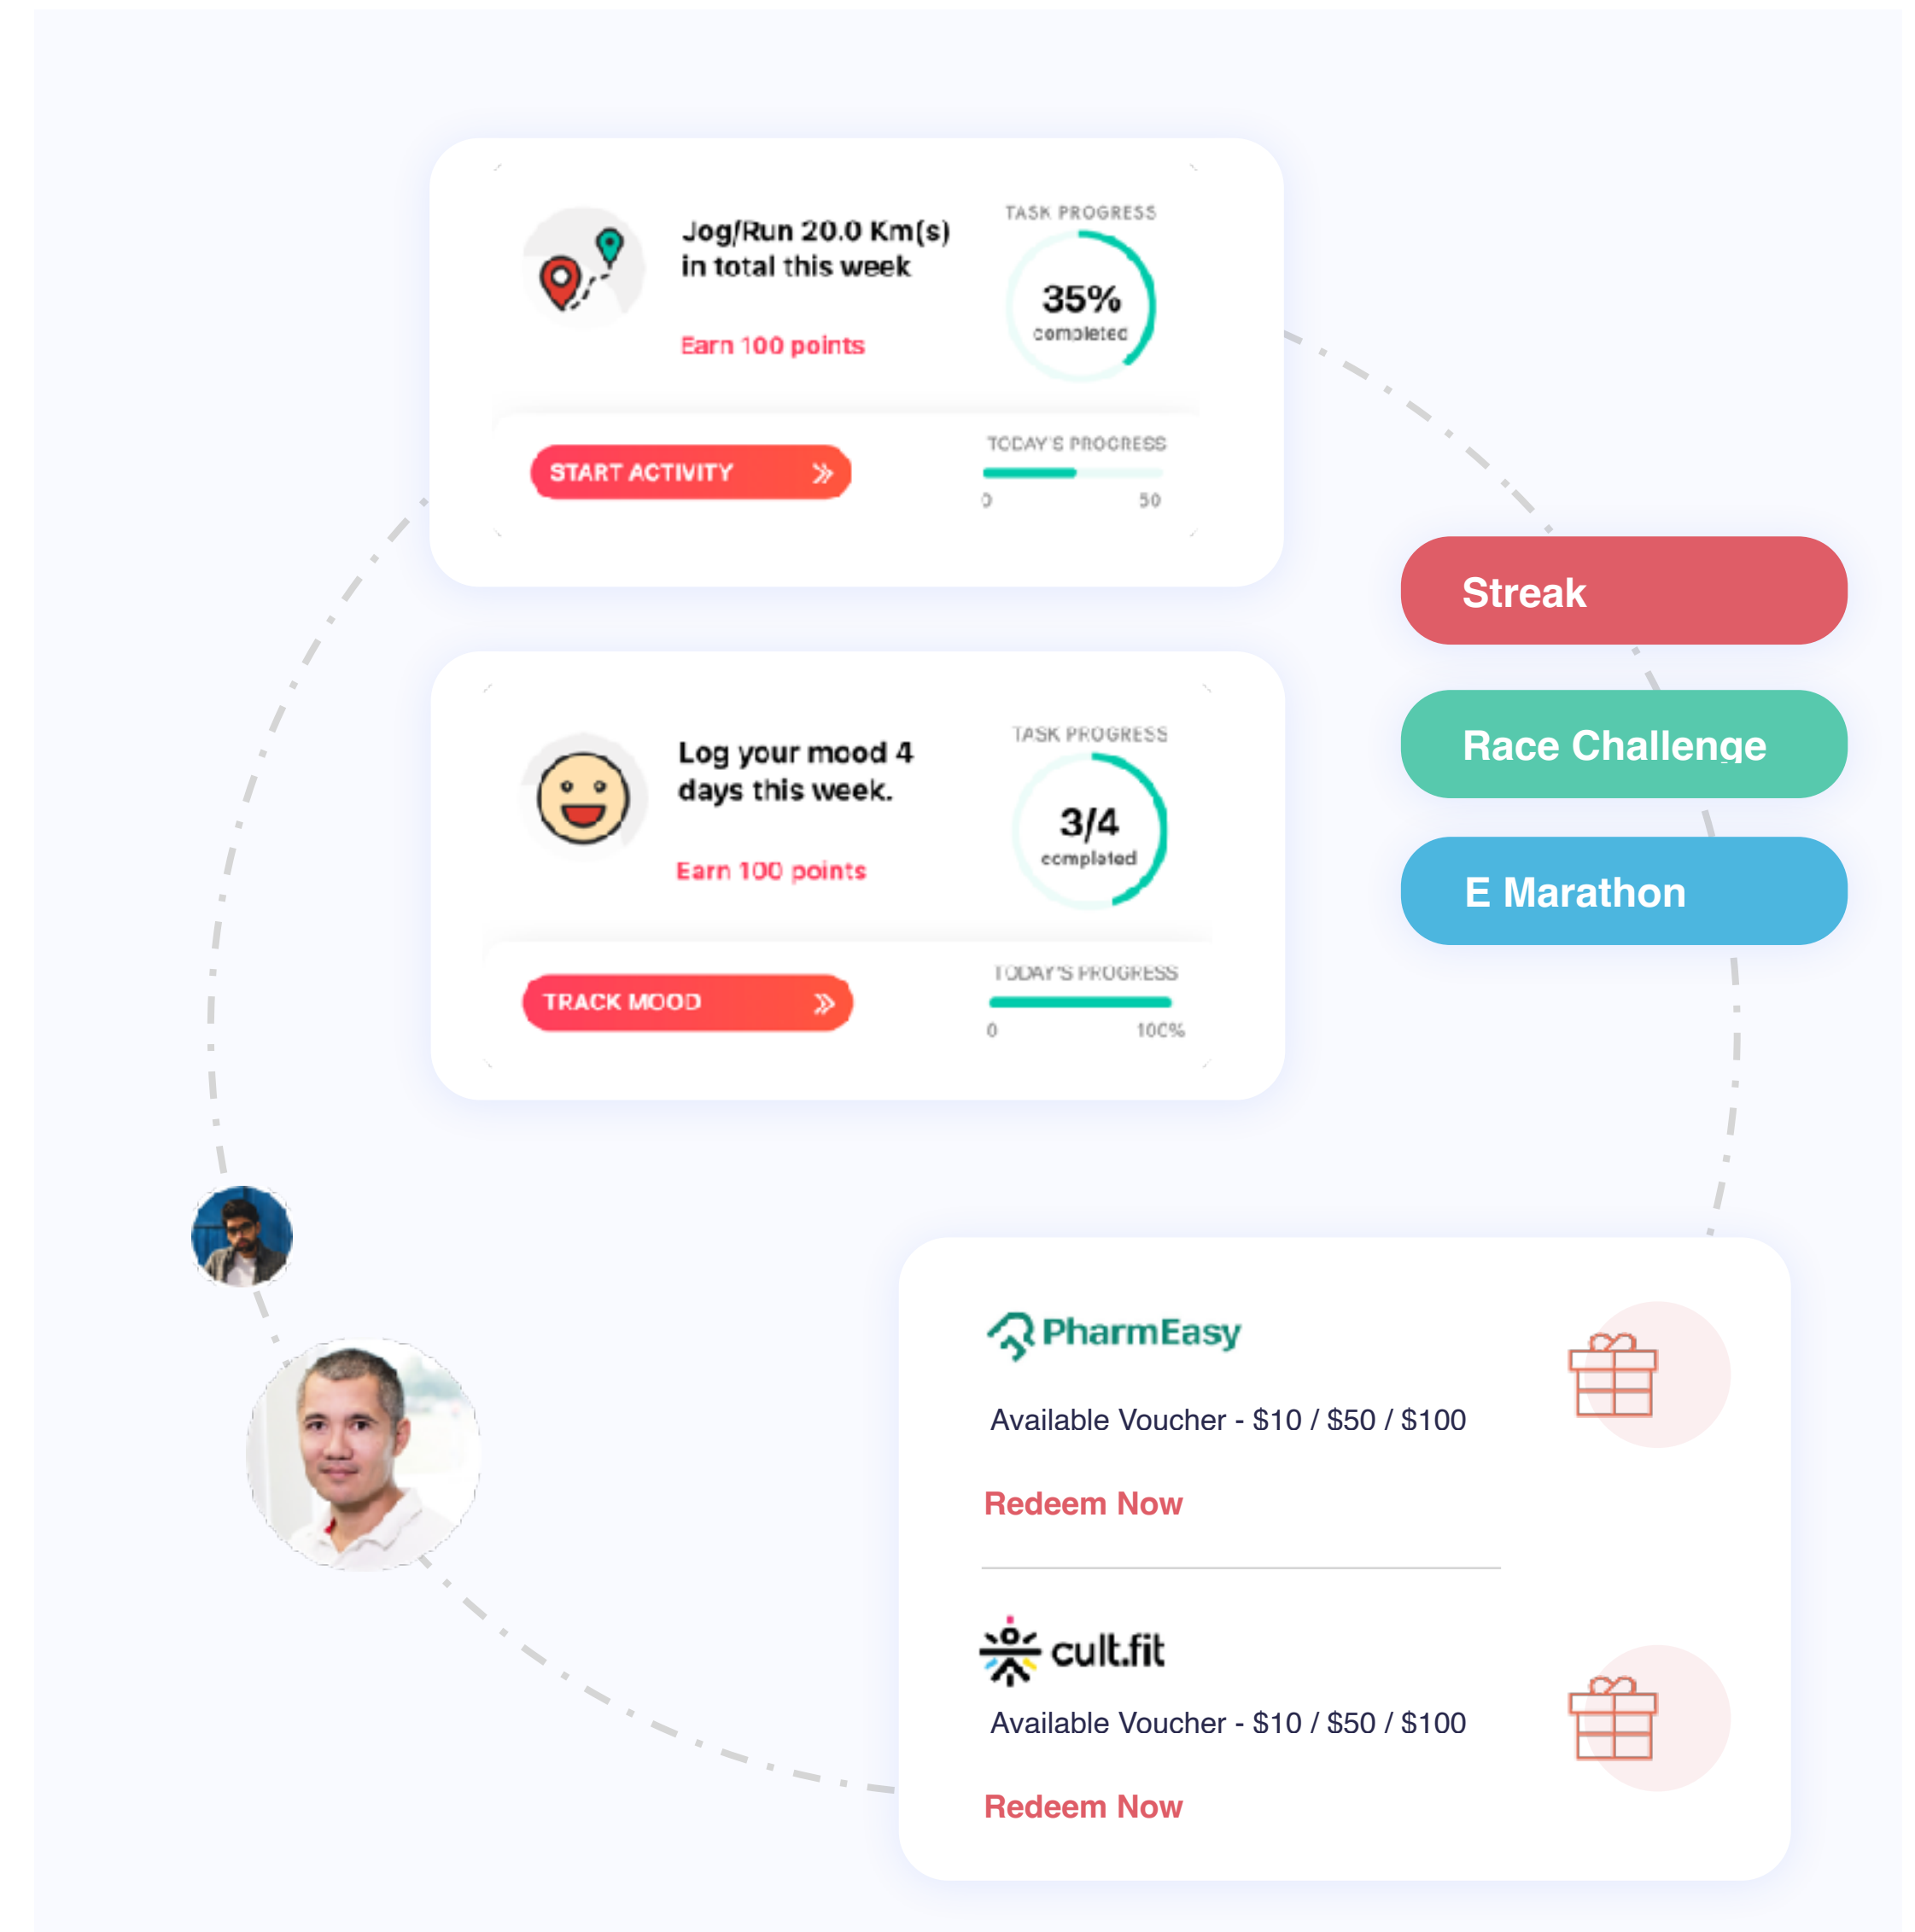 Jog/Run 20.0 Km(s)
in total this week
Earn 100 points
TASK PROGRESS
35%
completed
START ACTIVITY
TODAY'S PROGRESS
0
50
Streak
Race Challenge
E Marathon
Log your mood 4
days this week.
Earn 100 points
TASK PROGRESS
3/4
completed
TRACK MOOD
TODAY'S PROGRESS
0
100%
PharmEasy
Available Voucher - $10 / $50 / $100
Redeem Now
cult.fit
Available Voucher - $10 / $50 / $100
Redeem Now